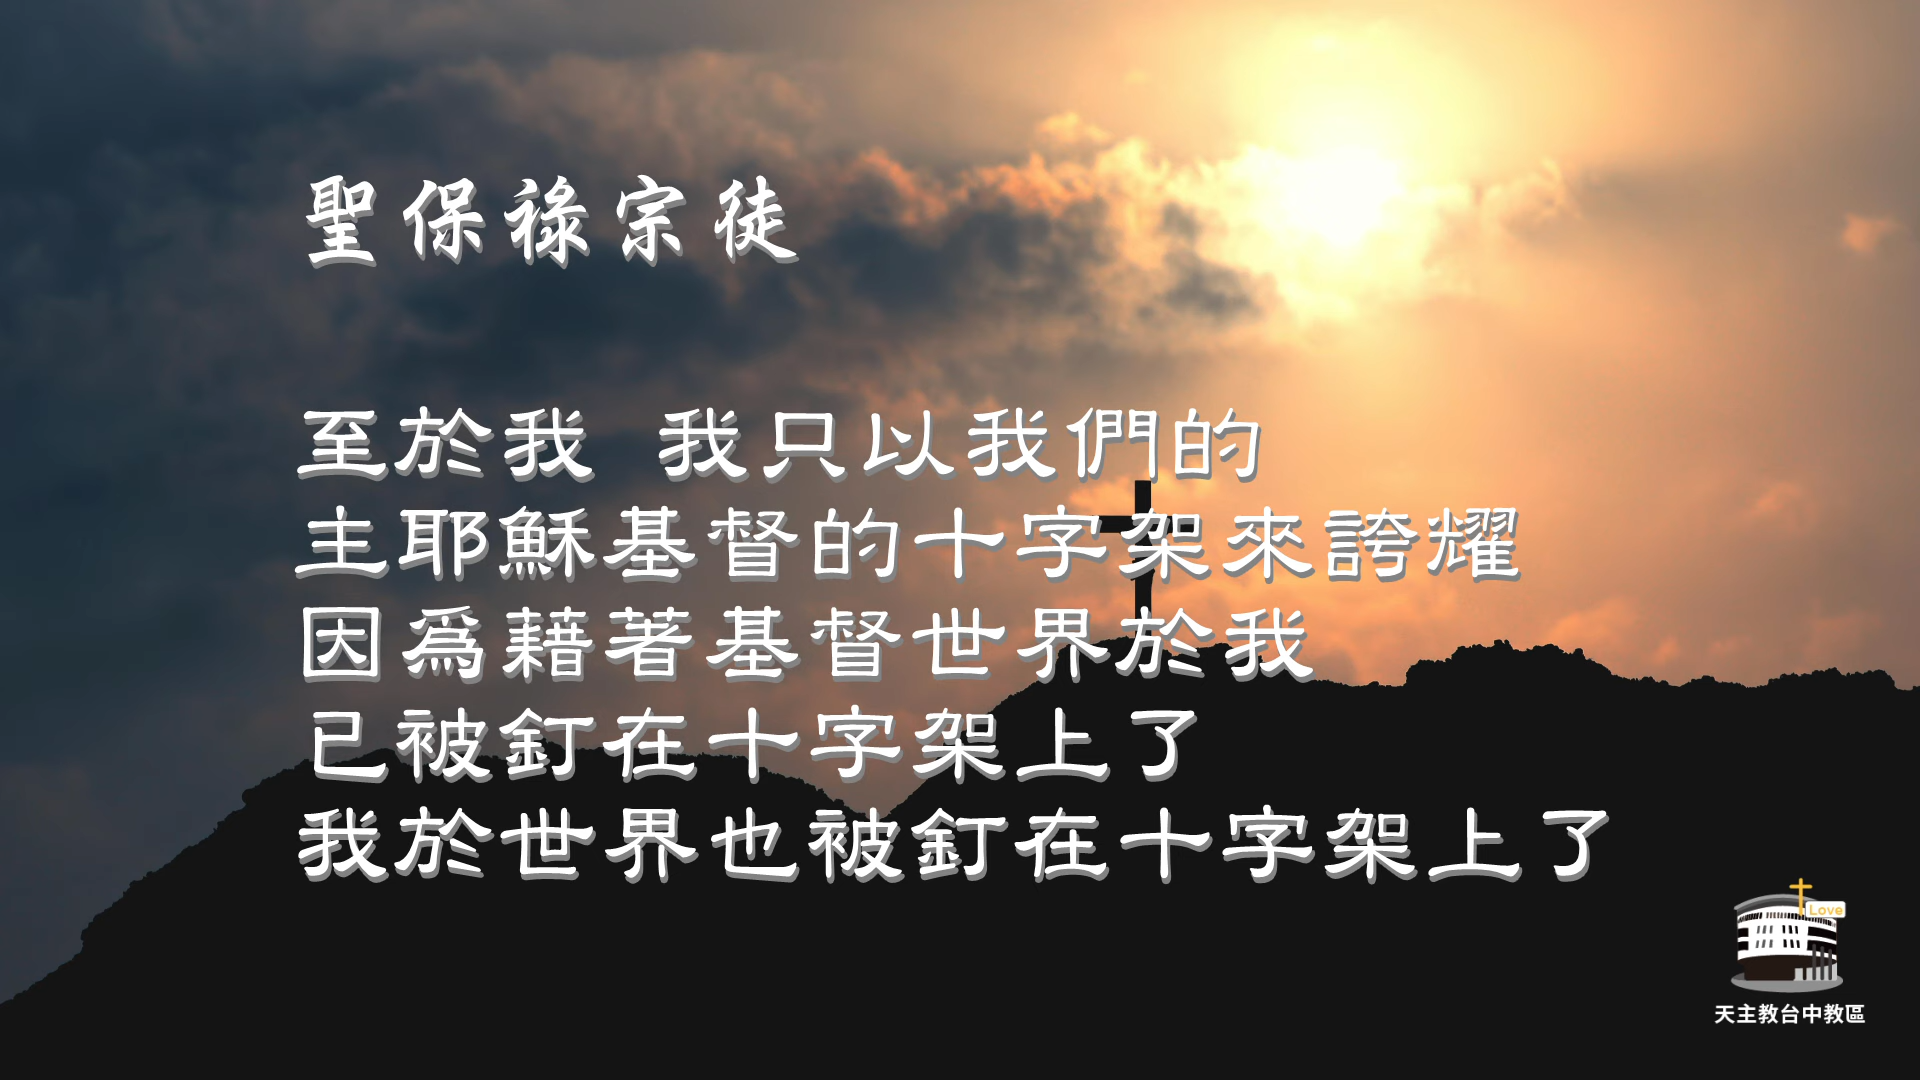 聖保祿宗徒
至於我 我只以我們的
主耶穌基督的十字架來誇耀
因為藉著基督世界於我
已被釘在十字架上了
我於世界也被釘在十字架上了
Love
天主教台中教區